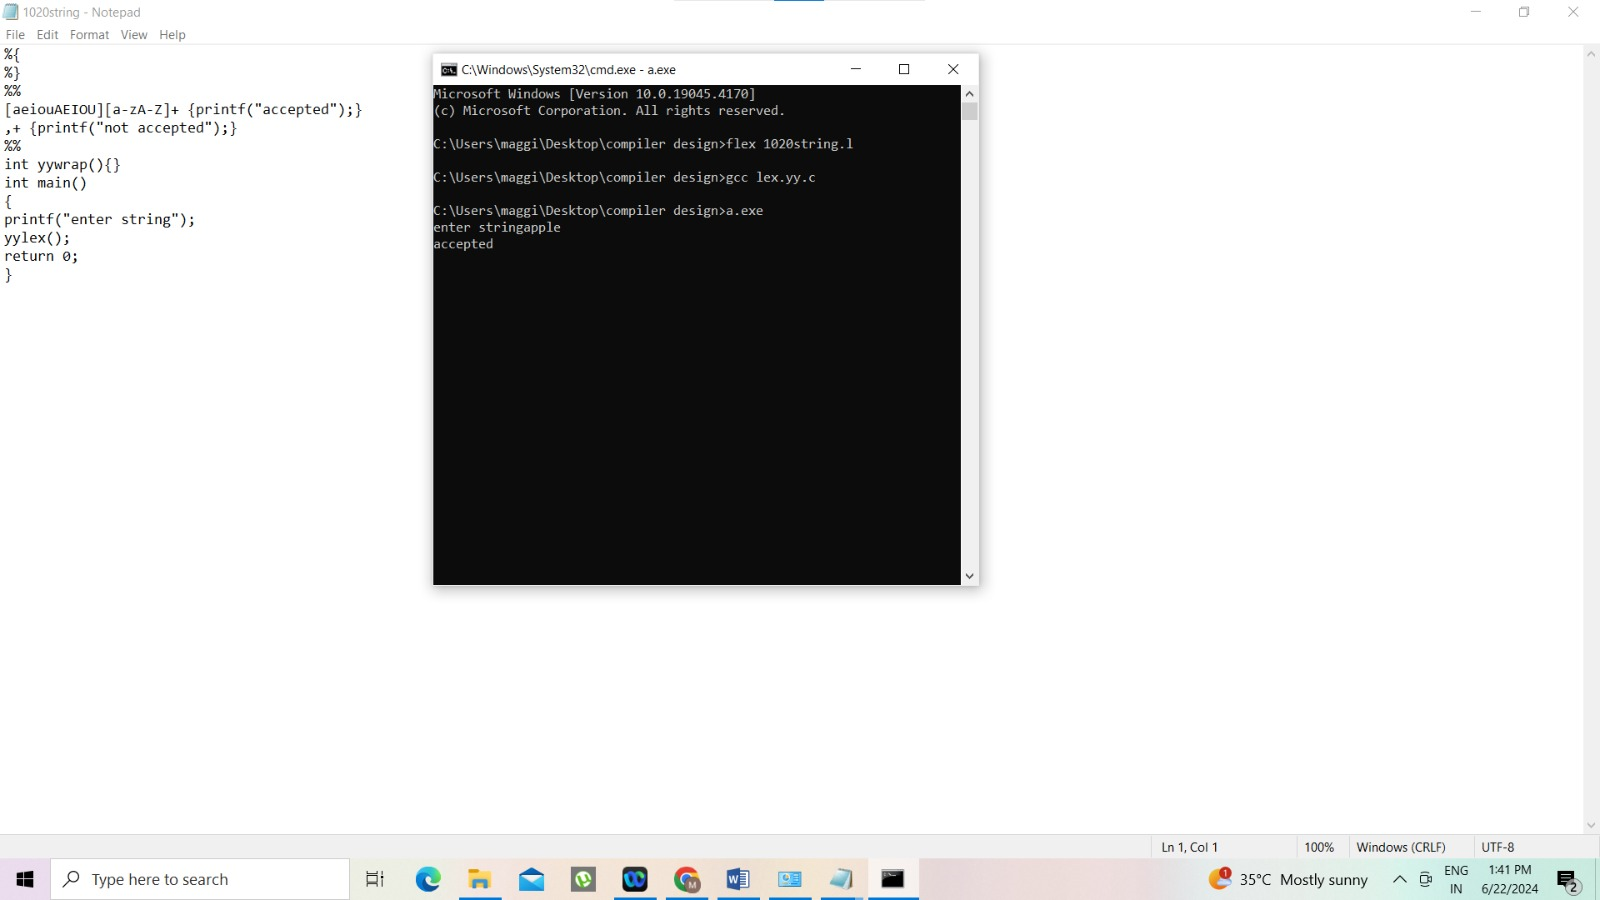 1020string - Notepad
File Edit Format View Help
%{
%}
%%
[aeiouAEIOU][a-zA-Z]+ {printf("accepted");}
,+ {printf("not accepted");}
%%
int yywrap(){}
int main()
{
printf("enter string");
yylex();
return 0;
}
C:\Windows\System32\cmd.exe - a.exe
Microsoft Windows [Version 10.0.19045.4170]
(c) Microsoft Corporation. All rights reserved.
C:\Users\maggi\Desktop\compiler design>flex 1020string.l
C:\Users\maggi\Desktop\compiler design>gcc lex.yy.c
C:\Users\maggi\Desktop\compiler design>a.exe
enter stringapple
accepted
Ln 1, Col 1 100% Windows (CRLF) UTF-8
Type here to search
1 35°C Mostly sunny
ENG
IN
1:41 PM
6/22/2024
2